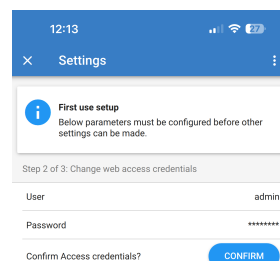 12:13
27
Settings
First use setup
Below parameters must be configured before other
settings can be made.
Step 2 of 3: Change web access credentials
User admin
Password ********
Confirm Access credentials? CONFIRM